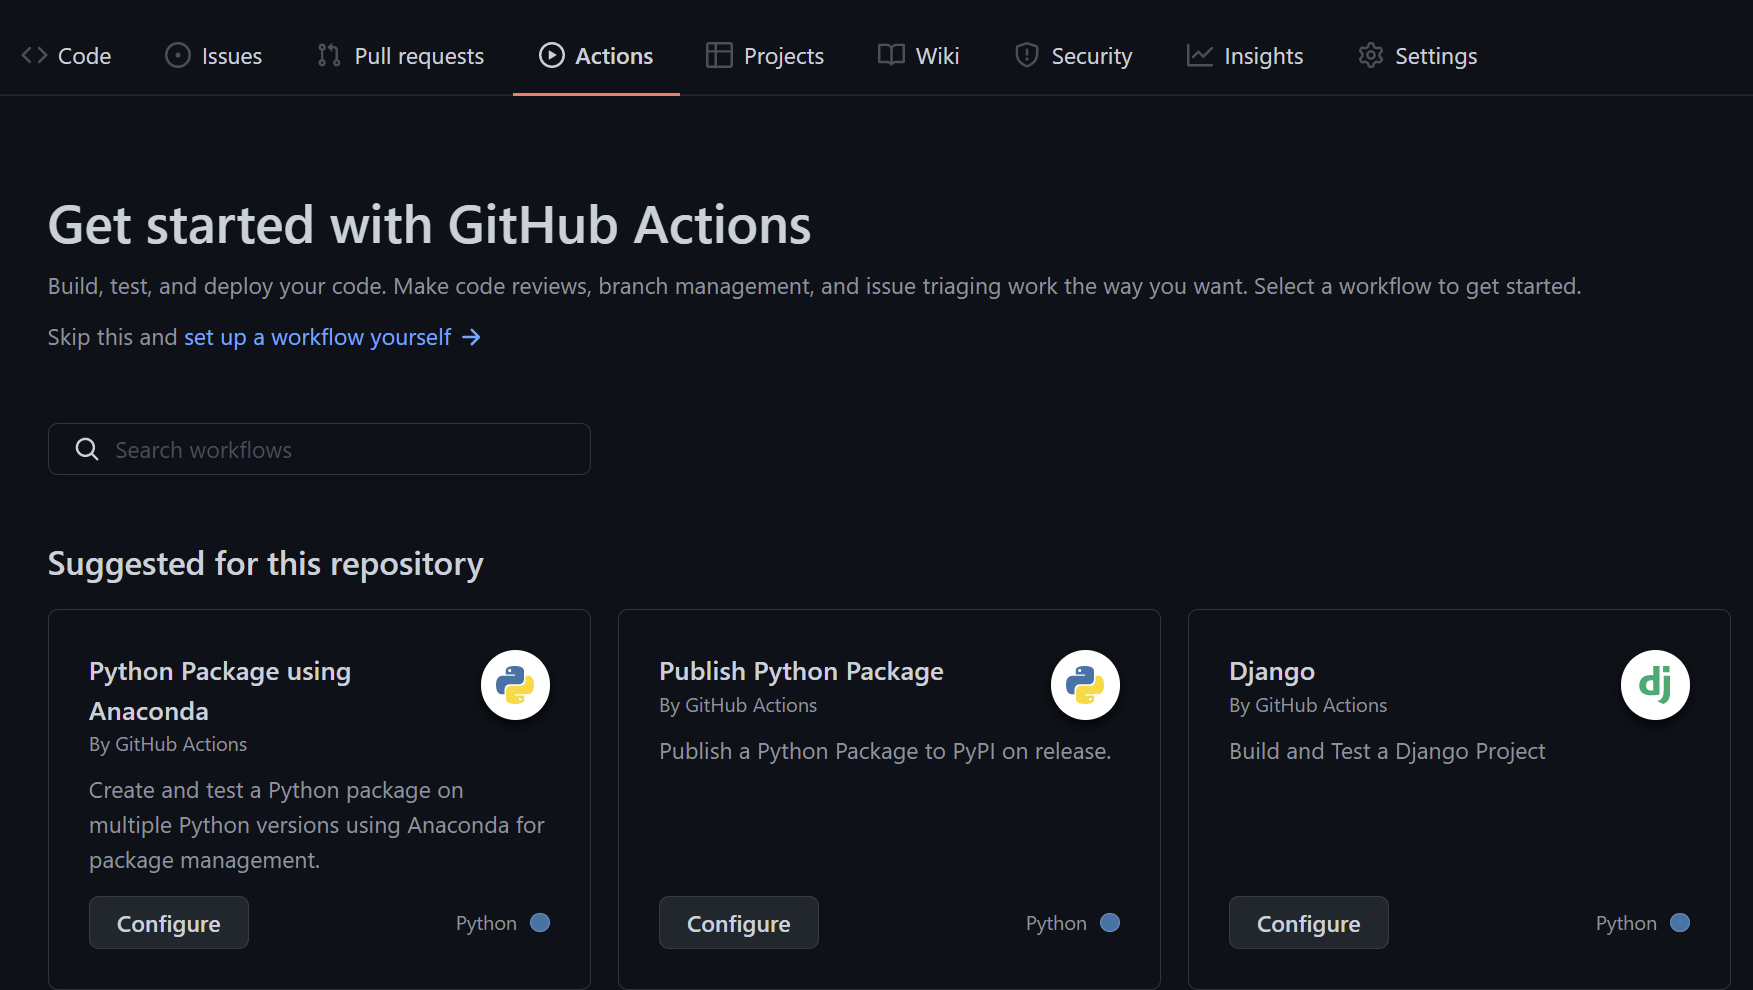 Code Issues Pull requests Actions Projects Wiki Security Insights Settings
Get started with GitHub Actions
Build, test, and deploy your code. Make code reviews, branch management, and issue triaging work the way you want. Select a workflow to get started.
Skip this and set up a workflow yourself →
Search workflows
Suggested for this repository
Python Package using
Anaconda
By GitHub Actions
Create and test a Python package on
multiple Python versions using Anaconda for
package management.
Configure Python
Publish Python Package
By GitHub Actions
Publish a Python Package to PyPI on release.
Configure Python
dj
Django
By GitHub Actions
Build and Test a Django Project
Configure Python